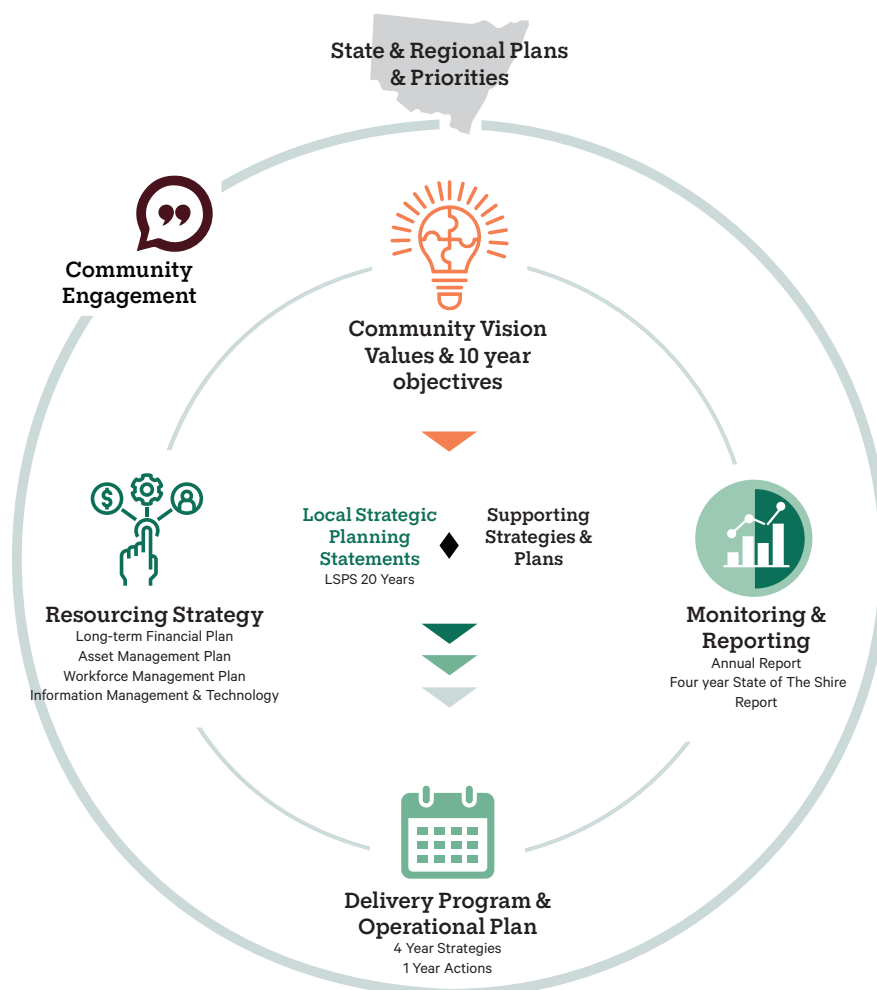 State & Regional Plans
& Priorities
Community
Engagement
Community Vision
Values & 10 year
objectives
Local Strategic
Planning
Statements
LSPS 20 Years
Supporting
Strategies &
Plans
Resourcing Strategy
Long-term Financial Plan
Asset Management Plan
Workforce Management Plan
Information Management & Technology
Monitoring &
Reporting
Annual Report
Four year State of The Shire
Report
Delivery Program &
Operational Plan
4 Year Strategies
1 Year Actions